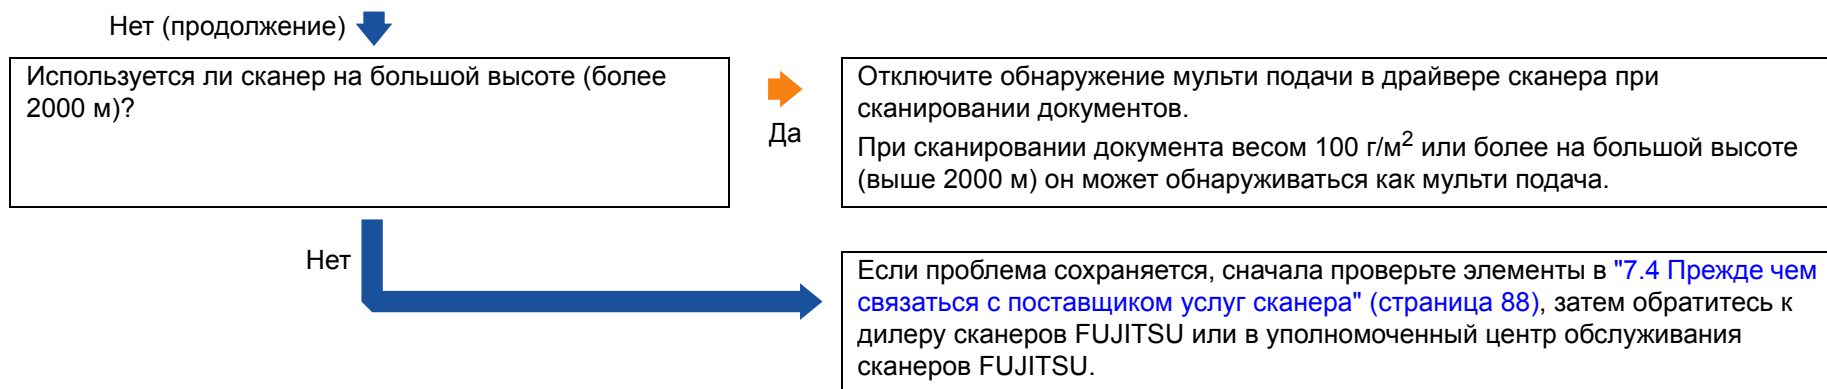 Нет (продолжение)
Используется ли сканер на большой высоте (более
2000 м)?
Да
Отключите обнаружение мульти подачи в драйвере сканера при
сканировании документов.
При сканировании документа весом 100 г/м² или более на большой высоте
(выше 2000 м) он может обнаруживаться как мульти подача.
Нет
Если проблема сохраняется, сначала проверьте элементы в "7.4 Прежде чем
связаться с поставщиком услуг сканера" (страница 88), затем обратитесь к
дилеру сканеров FUJITSU или в уполномоченный центр обслуживания
сканеров FUJITSU.